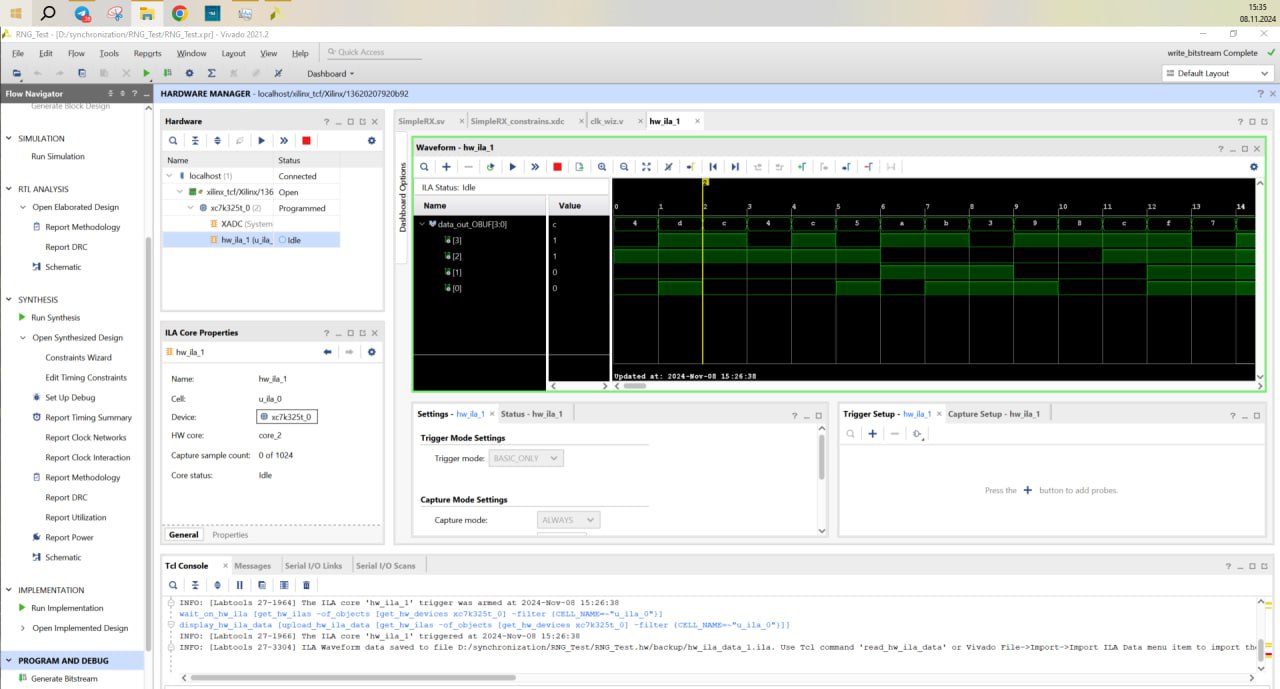 15:35
08.11.2024
RNG_Test - [D:/synchronization/RNG_Test/RNG_Test.xpr] - Vivado 2021.2
File Edit Flow Tools Reports Window Layout View Help Quick Access
write_bitstream Complete
Dashboard
Default Layout
Flow Navigator
HARDWARE MANAGER - localhost/xilinx_tcf/Xilinx/13620207920b92
Generate Block Design
SIMULATION
Run Simulation
RTL ANALYSIS
Open Elaborated Design
Report Methodology
Report DRC
Schematic
SYNTHESIS
Run Synthesis
Open Synthesized Design
Constraints Wizard
Edit Timing Constraints
Set Up Debug
Report Timing Summary
Report Clock Networks
Report Clock Interaction
Report Methodology
Report DRC
Report Utilization
Report Power
Schematic
IMPLEMENTATION
Run Implementation
Open Implemented Design
PROGRAM AND DEBUG
Generate Bitstream
Hardware
Name Status
localhost (1) Connected
xilinx_tcf/Xilinx/136 Open
xc7k325t_0 (2) Programmed
XADC (System
hw_ila_1 (u_ila_ Idle
ILA Core Properties
hw_ila_1
Name: hw_ila_1
Cell: u_ila_0
Device: xc7k325t_0
HW core: core_2
Capture sample count: 0 of 1024
Core status: Idle
General Properties
SimpleRX.sv SimpleRX_constrains.xdc clk_wiz.v hw_ila_1
Dashboard Options
Waveform - hw_ila_1
ILA Status: Idle
Name Value
data_out_OBUF[3:0] c
[3] 1
[2] 1
[1] 0
[0] 0
2
0 1 2 3 4 5 6 7 8 9 10 11 12 13 14
4 d c 4 c 5 a b 3 9 8 c f 7
Updated at: 2024-Nov-08 15:26:38
Settings - hw_ila_1 Status - hw_ila_1
Trigger Mode Settings
Trigger mode: BASIC_ONLY
Capture Mode Settings
Capture mode: ALWAYS
Trigger Setup - hw_ila_1 Capture Setup - hw_ila_1
Press the + button to add probes.
Tcl Console Messages Serial I/O Links Serial I/O Scans
INFO: [Labtools 27-1964] The ILA core 'hw_ila_1' trigger was armed at 2024-Nov-08 15:26:38
wait_on_hw_ila [get_hw_ilas -of_objects [get_hw_devices xc7k325t_0] -filter {CELL_NAME=~"u_ila_0"}]
display_hw_ila_data [upload_hw_ila_data [get_hw_ilas -of_objects [get_hw_devices xc7k325t_0] -filter {CELL_NAME=~"u_ila_0"}]]
INFO: [Labtools 27-1966] The ILA core 'hw_ila_1' triggered at 2024-Nov-08 15:26:38
INFO: [Labtools 27-3304] ILA Waveform data saved to file D:/synchronization/RNG_Test/RNG_Test.hw/backup/hw_ila_data_1.ila. Use Tcl command 'read_hw_ila_data' or Vivado File->Import->Import ILA Data menu item to import the